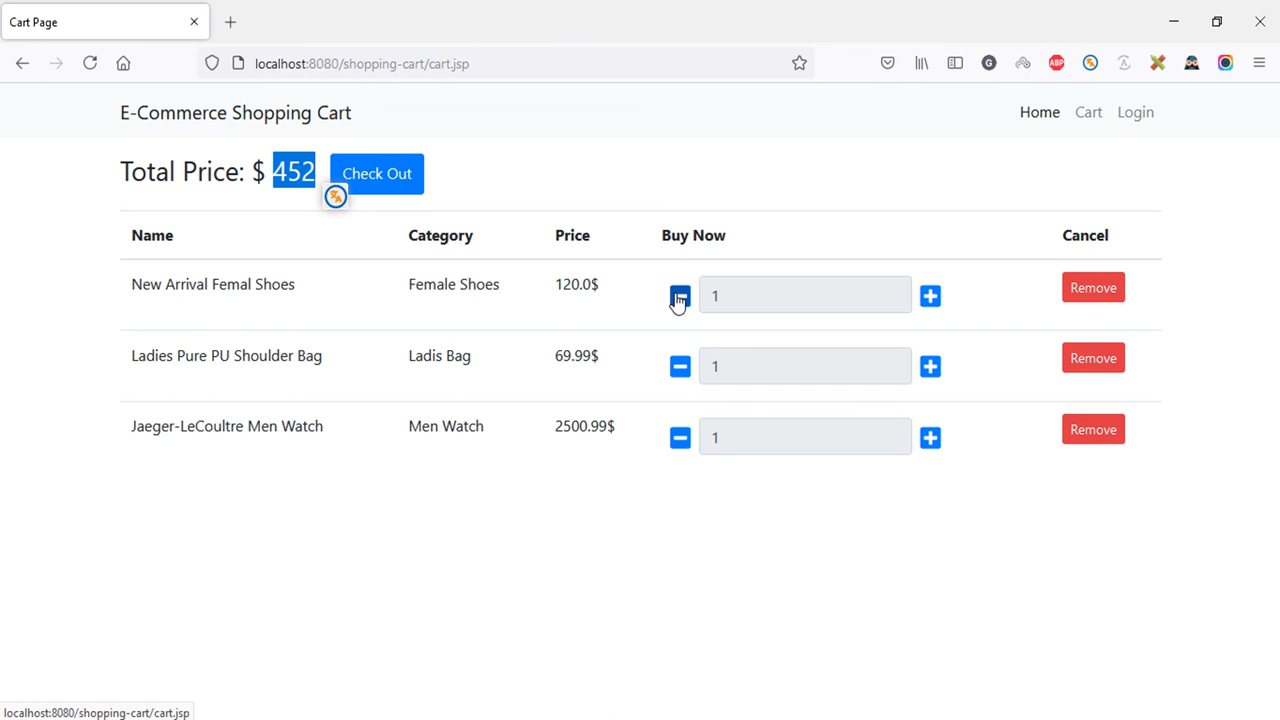 Cart Page
localhost:8080/shopping-cart/cart.jsp
ABP
E-Commerce Shopping Cart
Home Cart Login
Total Price: $ 452 Check Out
Name Category Price Buy Now Cancel
New Arrival Femal Shoes Female Shoes 120.0$ 1 Remove
Ladies Pure PU Shoulder Bag Ladis Bag 69.99$ 1 Remove
Jaeger-LeCoultre Men Watch Men Watch 2500.99$ 1 Remove
localhost:8080/shopping-cart/cart.jsp